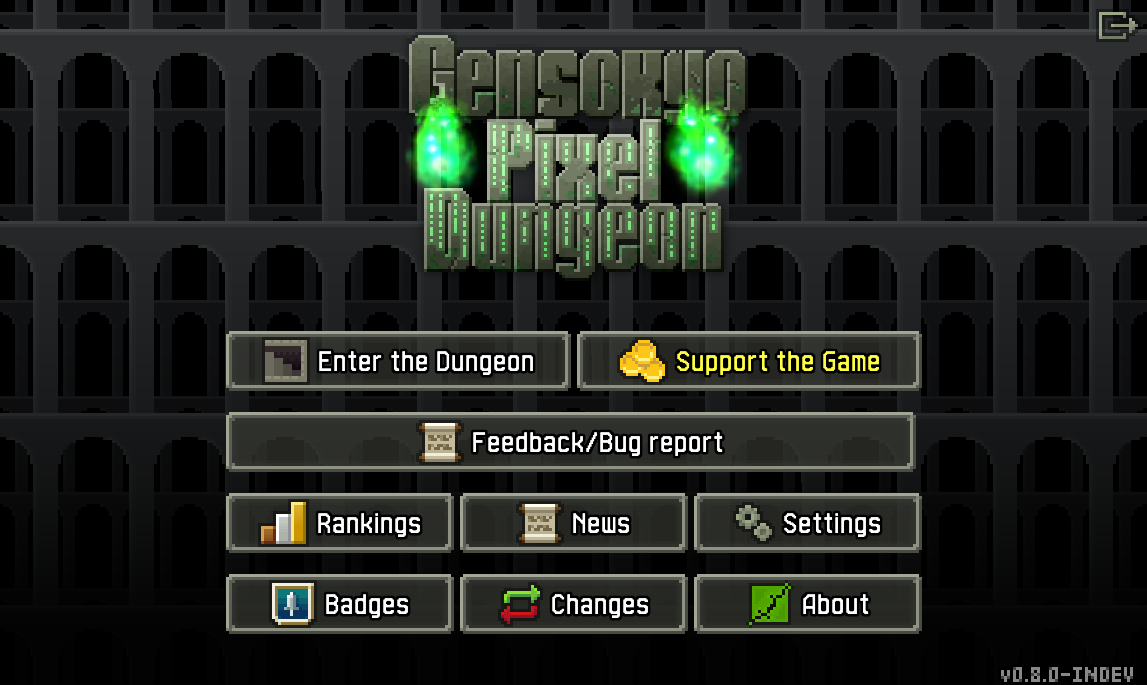 Gensokyo
Pixel
Dungeon
Enter the Dungeon
Support the Game
Feedback/Bug report
Rankings
News
Settings
Badges
Changes
About
v0.8.0-INDEV